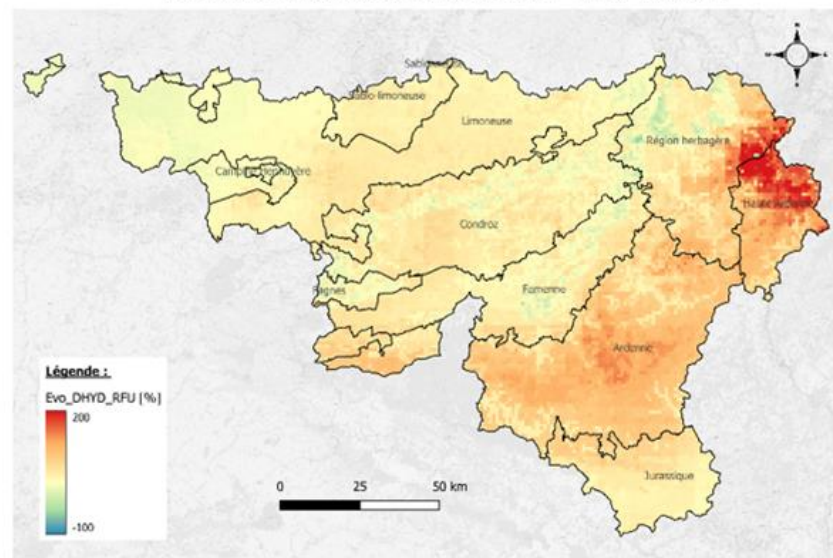 Sablo-limoneuse
Limoneuse
Région herbagère
Campine Hennuyère
Haute Ardenne
Condroz
Fagnes
Famenne
Ardenne
Légende :
Evo_DHYD_RFU [%]
200
-100
0 25 50 km
Jurassique